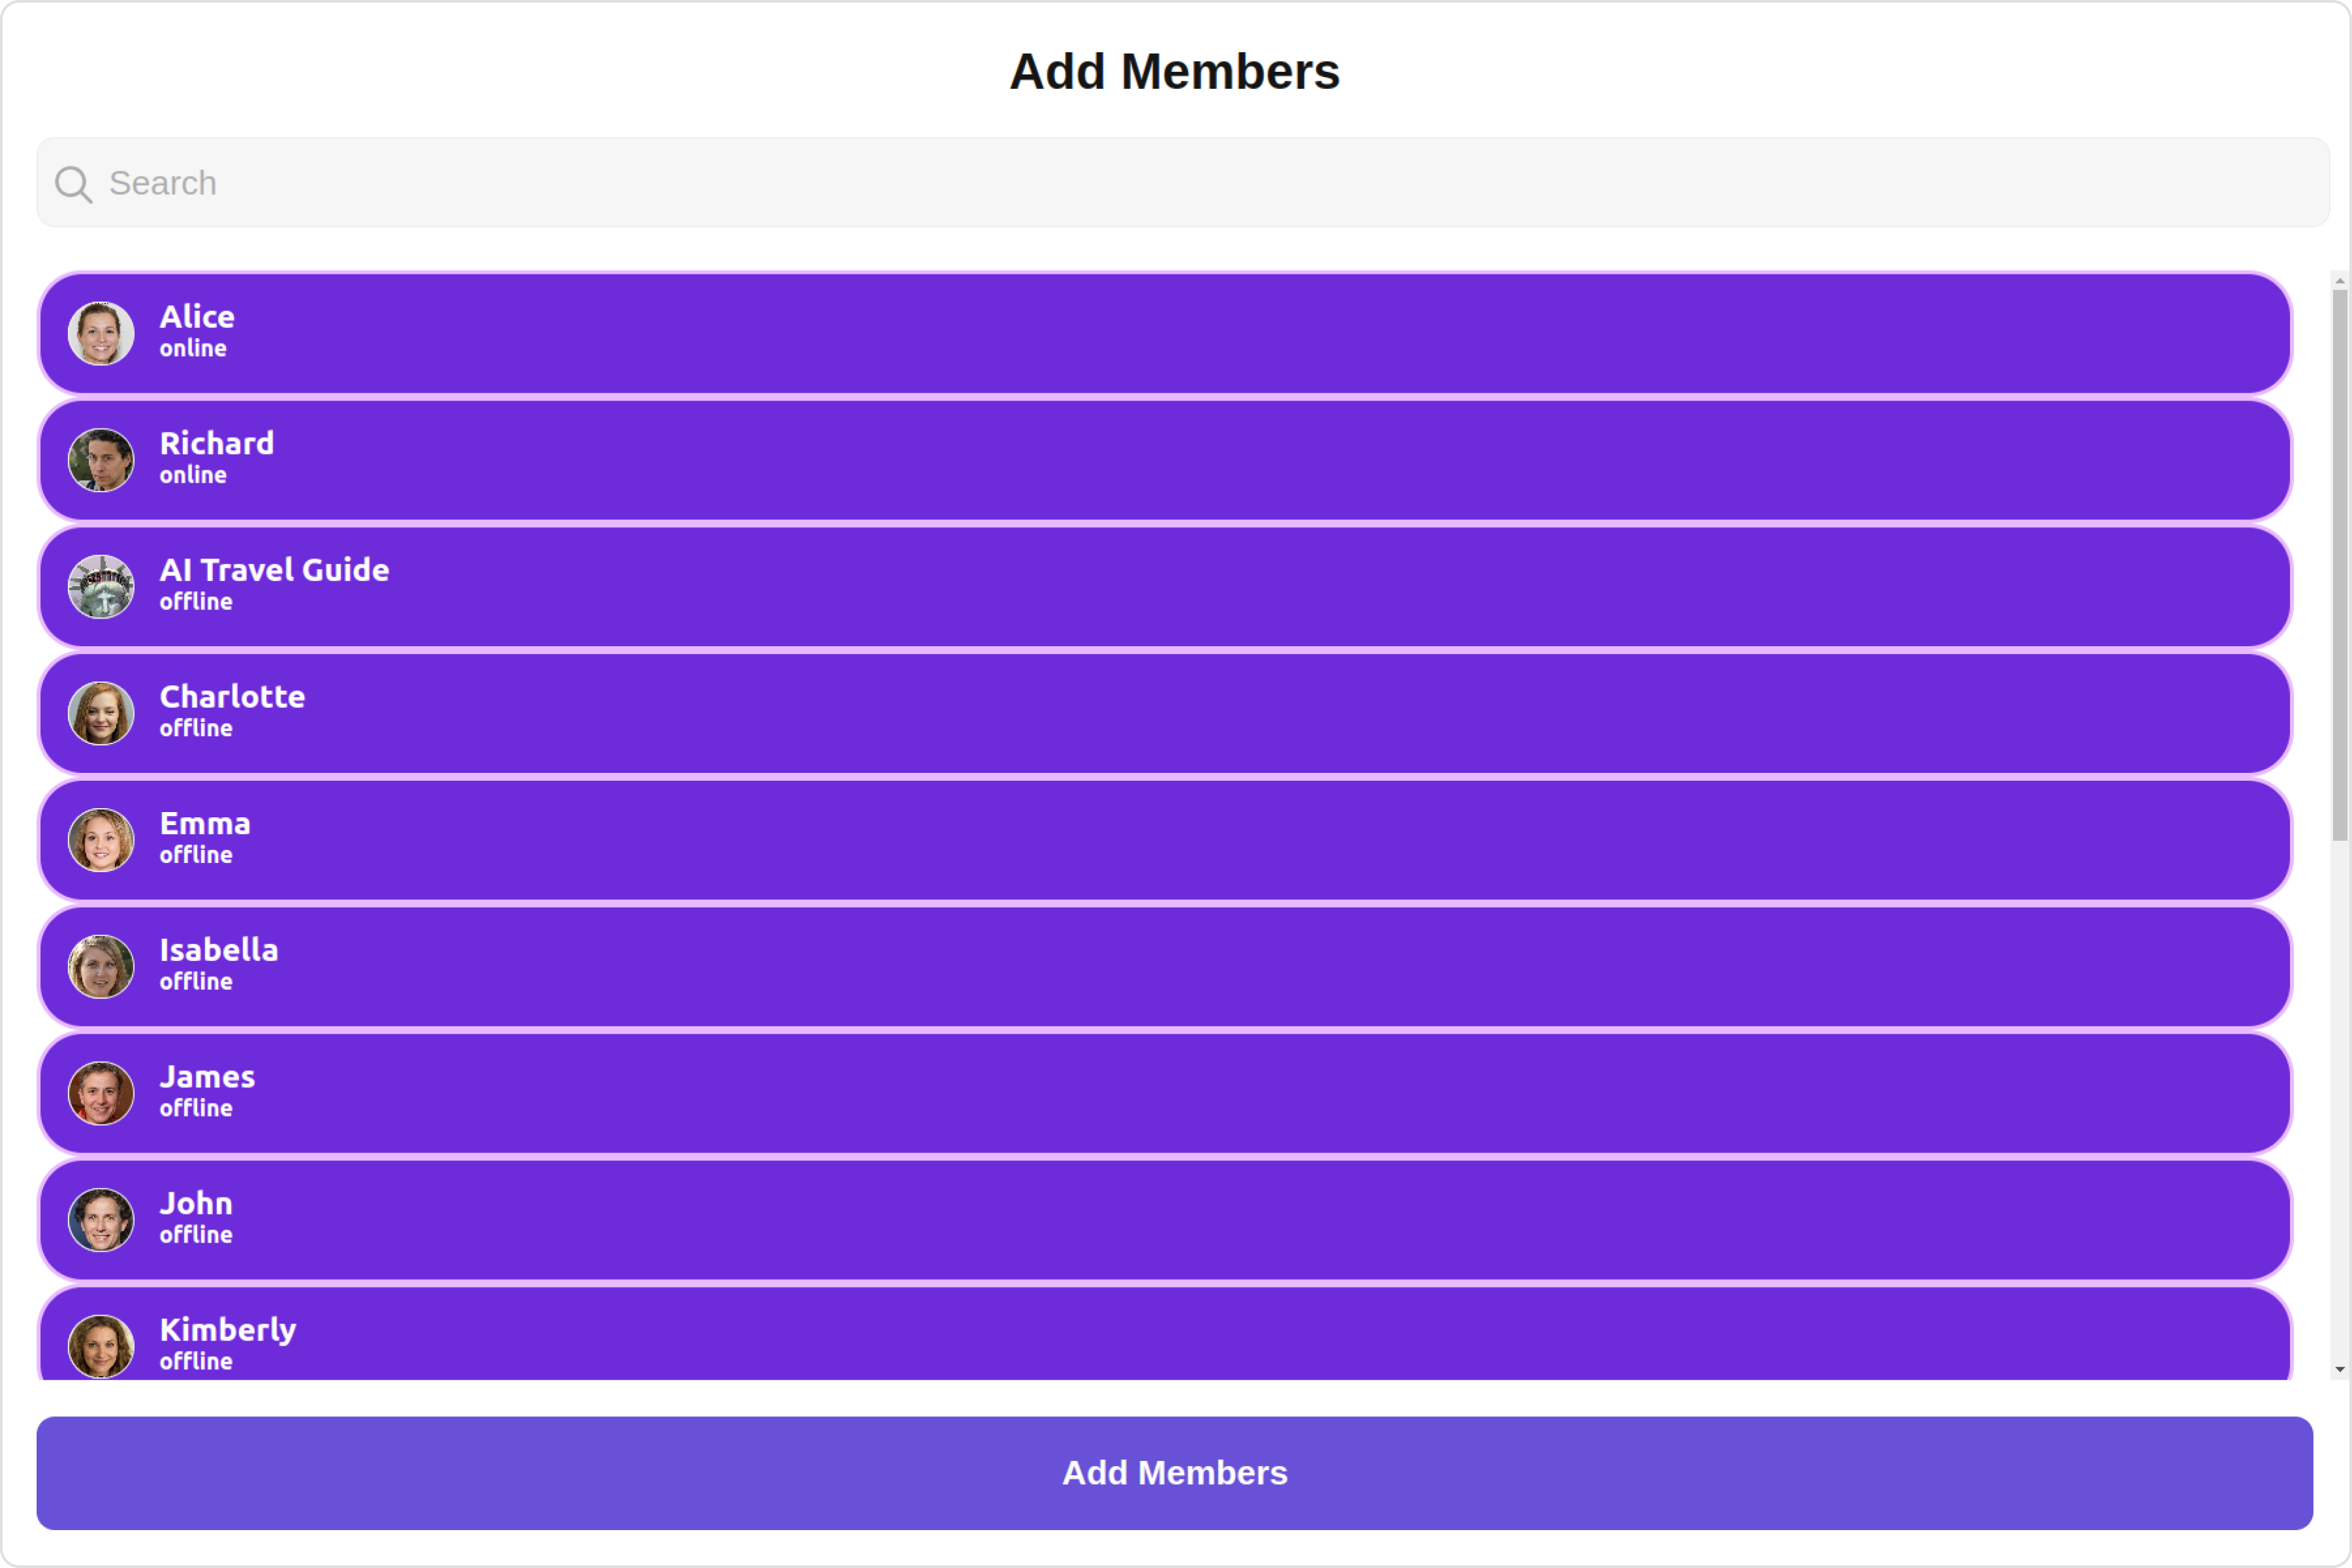 Add Members
Search
Alice
online
Richard
online
AI Travel Guide
offline
Charlotte
offline
Emma
offline
Isabella
offline
James
offline
John
offline
Kimberly
offline
Add Members